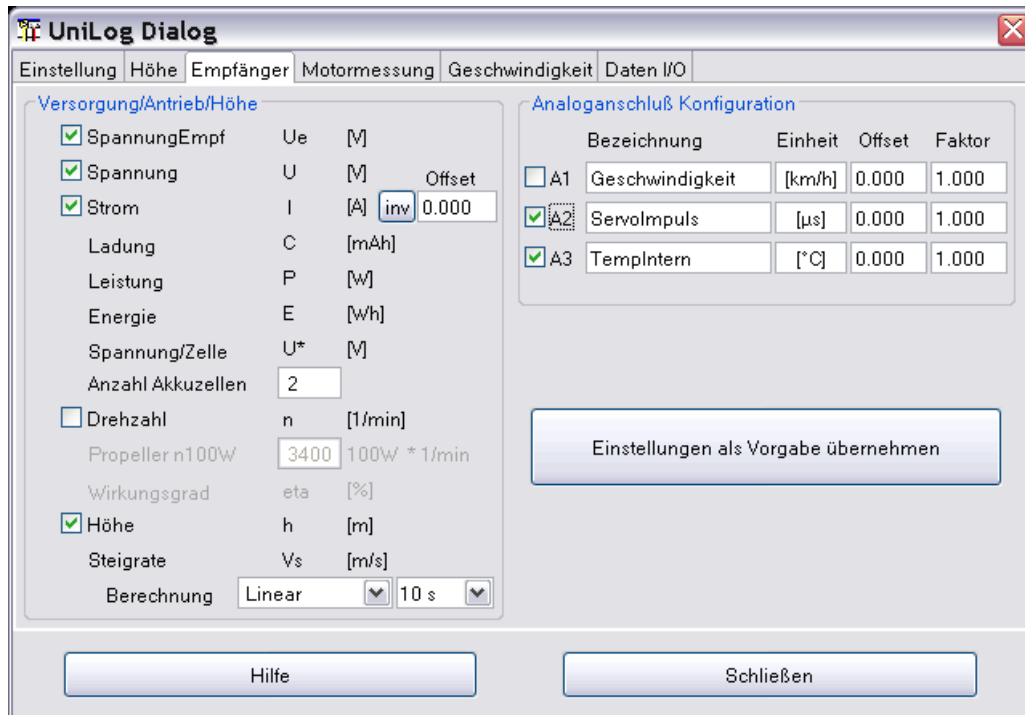 UniLog Dialog
Einstellung Höhe Empfänger Motormessung Geschwindigkeit Daten I/O
Versorgung/Antrieb/Höhe
SpannungEmpf Ue [V]
Spannung U [V] Offset
Strom I [A] inv 0.000
Ladung C [mAh]
Leistung P [W]
Energie E [Wh]
Spannung/Zelle U* [V]
Anzahl Akkuzellen 2
Drehzahl n [1/min]
Propeller n100W 3400 100W * 1/min
Wirkungsgrad eta [%]
Höhe h [m]
Steigrate Vs [m/s]
Berechnung Linear 10 s
Analoganschluß Konfiguration
Bezeichnung Einheit Offset Faktor
A1 Geschwindigkeit [km/h] 0.000 1.000
A2 ServoImpuls [µs] 0.000 1.000
A3 TempIntern [°C] 0.000 1.000
Einstellungen als Vorgabe übernehmen
Hilfe Schließen